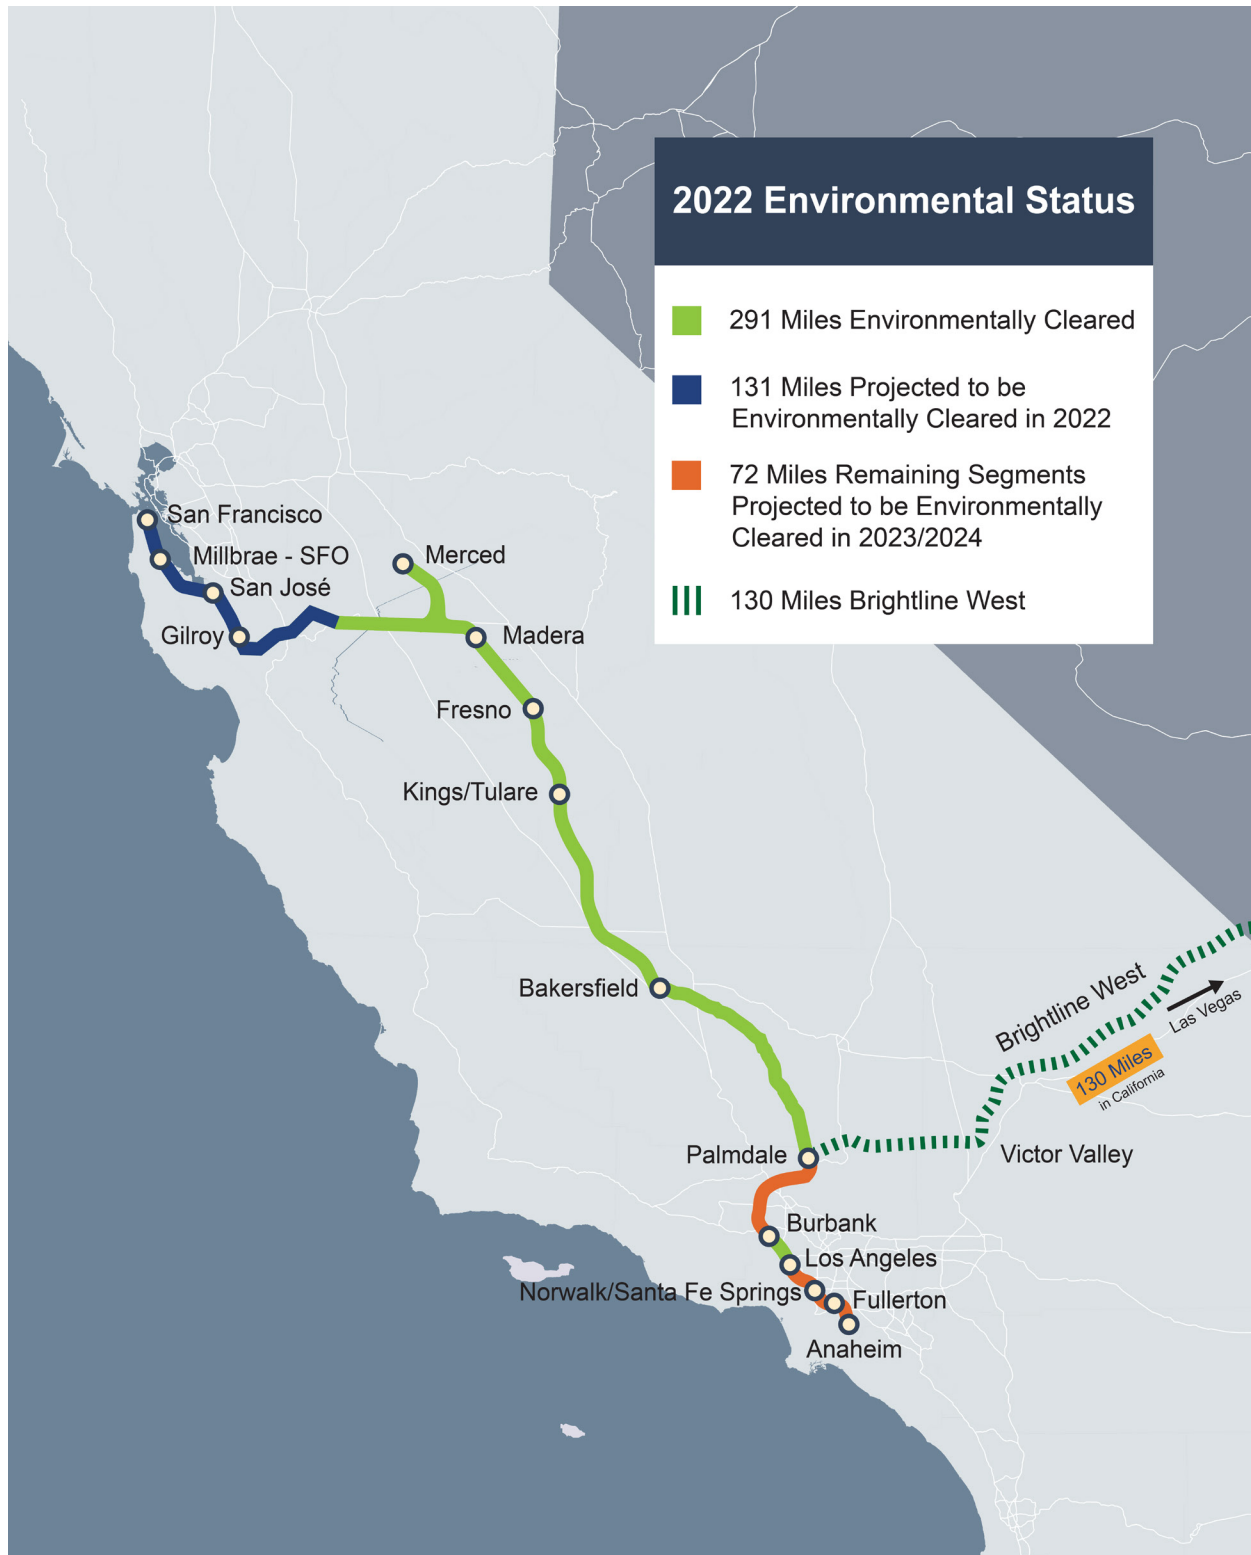 2022 Environmental Status
291 Miles Environmentally Cleared
131 Miles Projected to be
Environmentally Cleared in 2022
72 Miles Remaining Segments
Projected to be Environmentally
Cleared in 2023/2024
130 Miles Brightline West
San Francisco
Millbrae - SFO
San José
Gilroy
Merced
Madera
Fresno
Kings/Tulare
Bakersfield
Brightline West
Las Vegas
130 Miles
in California
Palmdale
Victor Valley
Burbank
Los Angeles
Norwalk/Santa Fe Springs
Fullerton
Anaheim